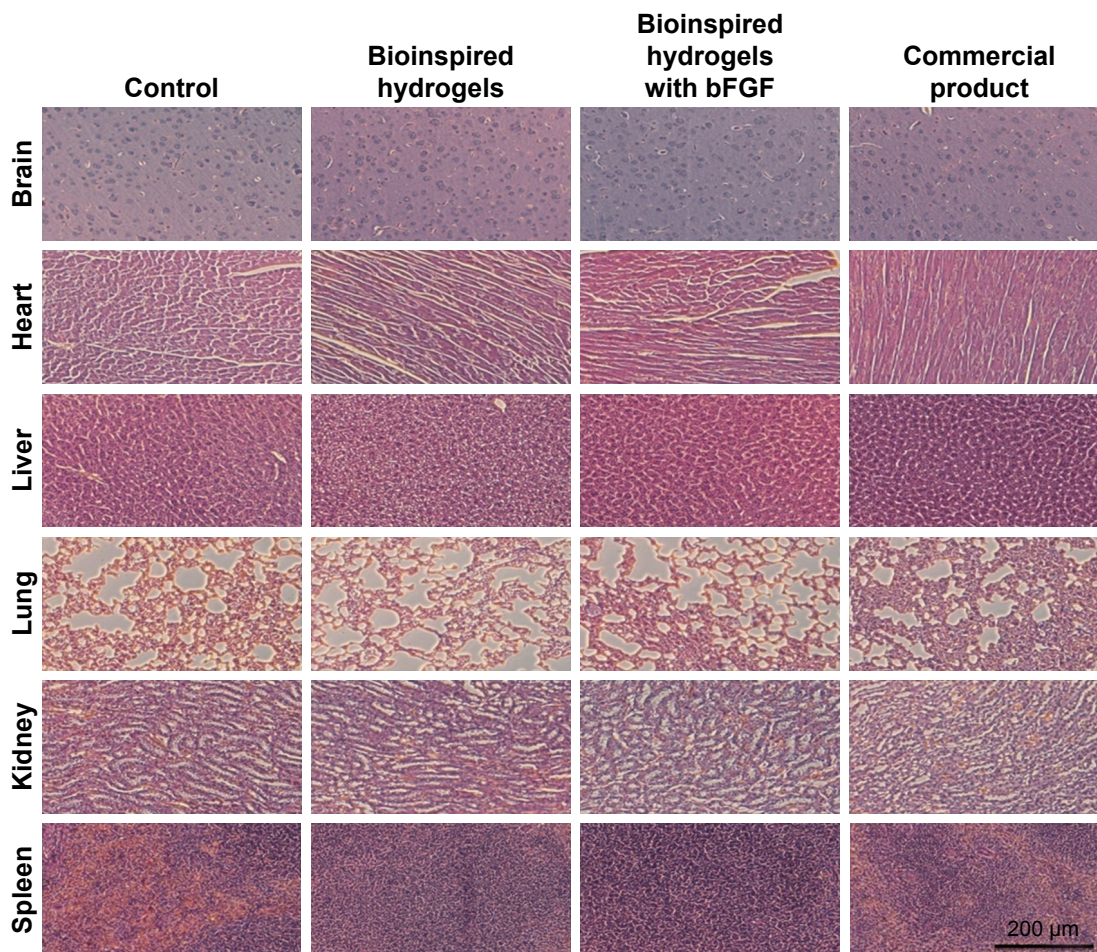 Control
Bioinspired
hydrogels
Bioinspired
hydrogels
with bFGF
Commercial
product
Brain
Heart
Liver
Lung
Kidney
Spleen
200 µm